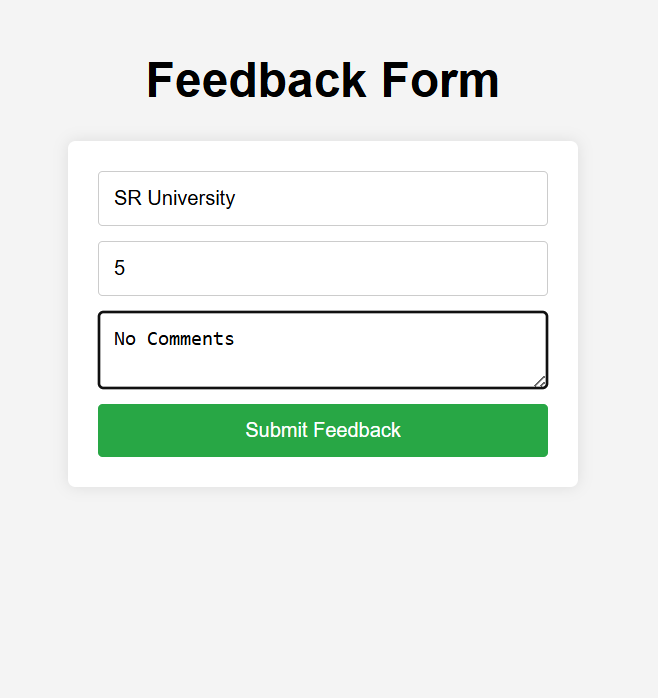 Feedback Form
SR University
5
No Comments
Submit Feedback